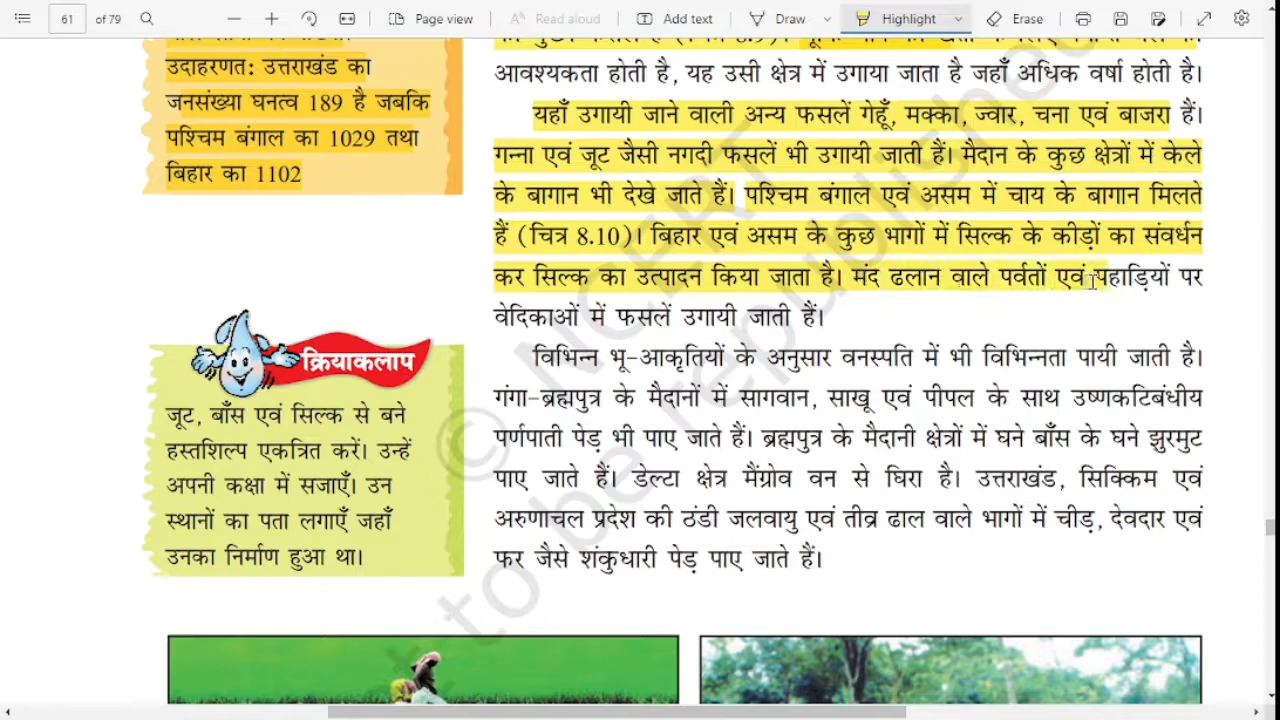 61 of 79
Page view
Read aloud
Add text
Draw
Highlight
Erase
उदाहरणत: उत्तराखंड का
जनसंख्या घनत्व 189 है जबकि
पश्चिम बंगाल का 1029 तथा
बिहार का 1102
आवश्यकता होती है, यह उसी क्षेत्र में उगाया जाता है जहाँ अधिक वर्षा होती है।
यहाँ उगायी जाने वाली अन्य फसलें गेहूँ, मक्का, ज्वार, चना एवं बाजरा हैं।
गन्ना एवं जूट जैसी नगदी फसलें भी उगायी जाती हैं। मैदान के कुछ क्षेत्रों में केले
के बागान भी देखे जाते हैं। पश्चिम बंगाल एवं असम में चाय के बागान मिलते
हैं (चित्र 8.10)। बिहार एवं असम के कुछ भागों में सिल्क के कीड़ों का संवर्धन
कर सिल्क का उत्पादन किया जाता है। मंद ढलान वाले पर्वतों एवं पहाड़ियों पर
वेदिकाओं में फसलें उगायी जाती हैं।
विभिन्न भू-आकृतियों के अनुसार वनस्पति में भी विभिन्नता पायी जाती है।
गंगा-ब्रह्मपुत्र के मैदानों में सागवान, साखू एवं पीपल के साथ उष्णकटिबंधीय
पर्णपाती पेड़ भी पाए जाते हैं। ब्रह्मपुत्र के मैदानी क्षेत्रों में घने बाँस के घने झुरमुट
पाए जाते हैं। डेल्टा क्षेत्र मैंग्रोव वन से घिरा है। उत्तराखंड, सिक्किम एवं
अरुणाचल प्रदेश की ठंडी जलवायु एवं तीव्र ढाल वाले भागों में चीड़, देवदार एवं
फर जैसे शंकुधारी पेड़ पाए जाते हैं।
क्रियाकलाप
जूट, बाँस एवं सिल्क से बने
हस्तशिल्प एकत्रित करें। उन्हें
अपनी कक्षा में सजाएँ। उन
स्थानों का पता लगाएँ जहाँ
उनका निर्माण हुआ था।
© NCERT
to be republished